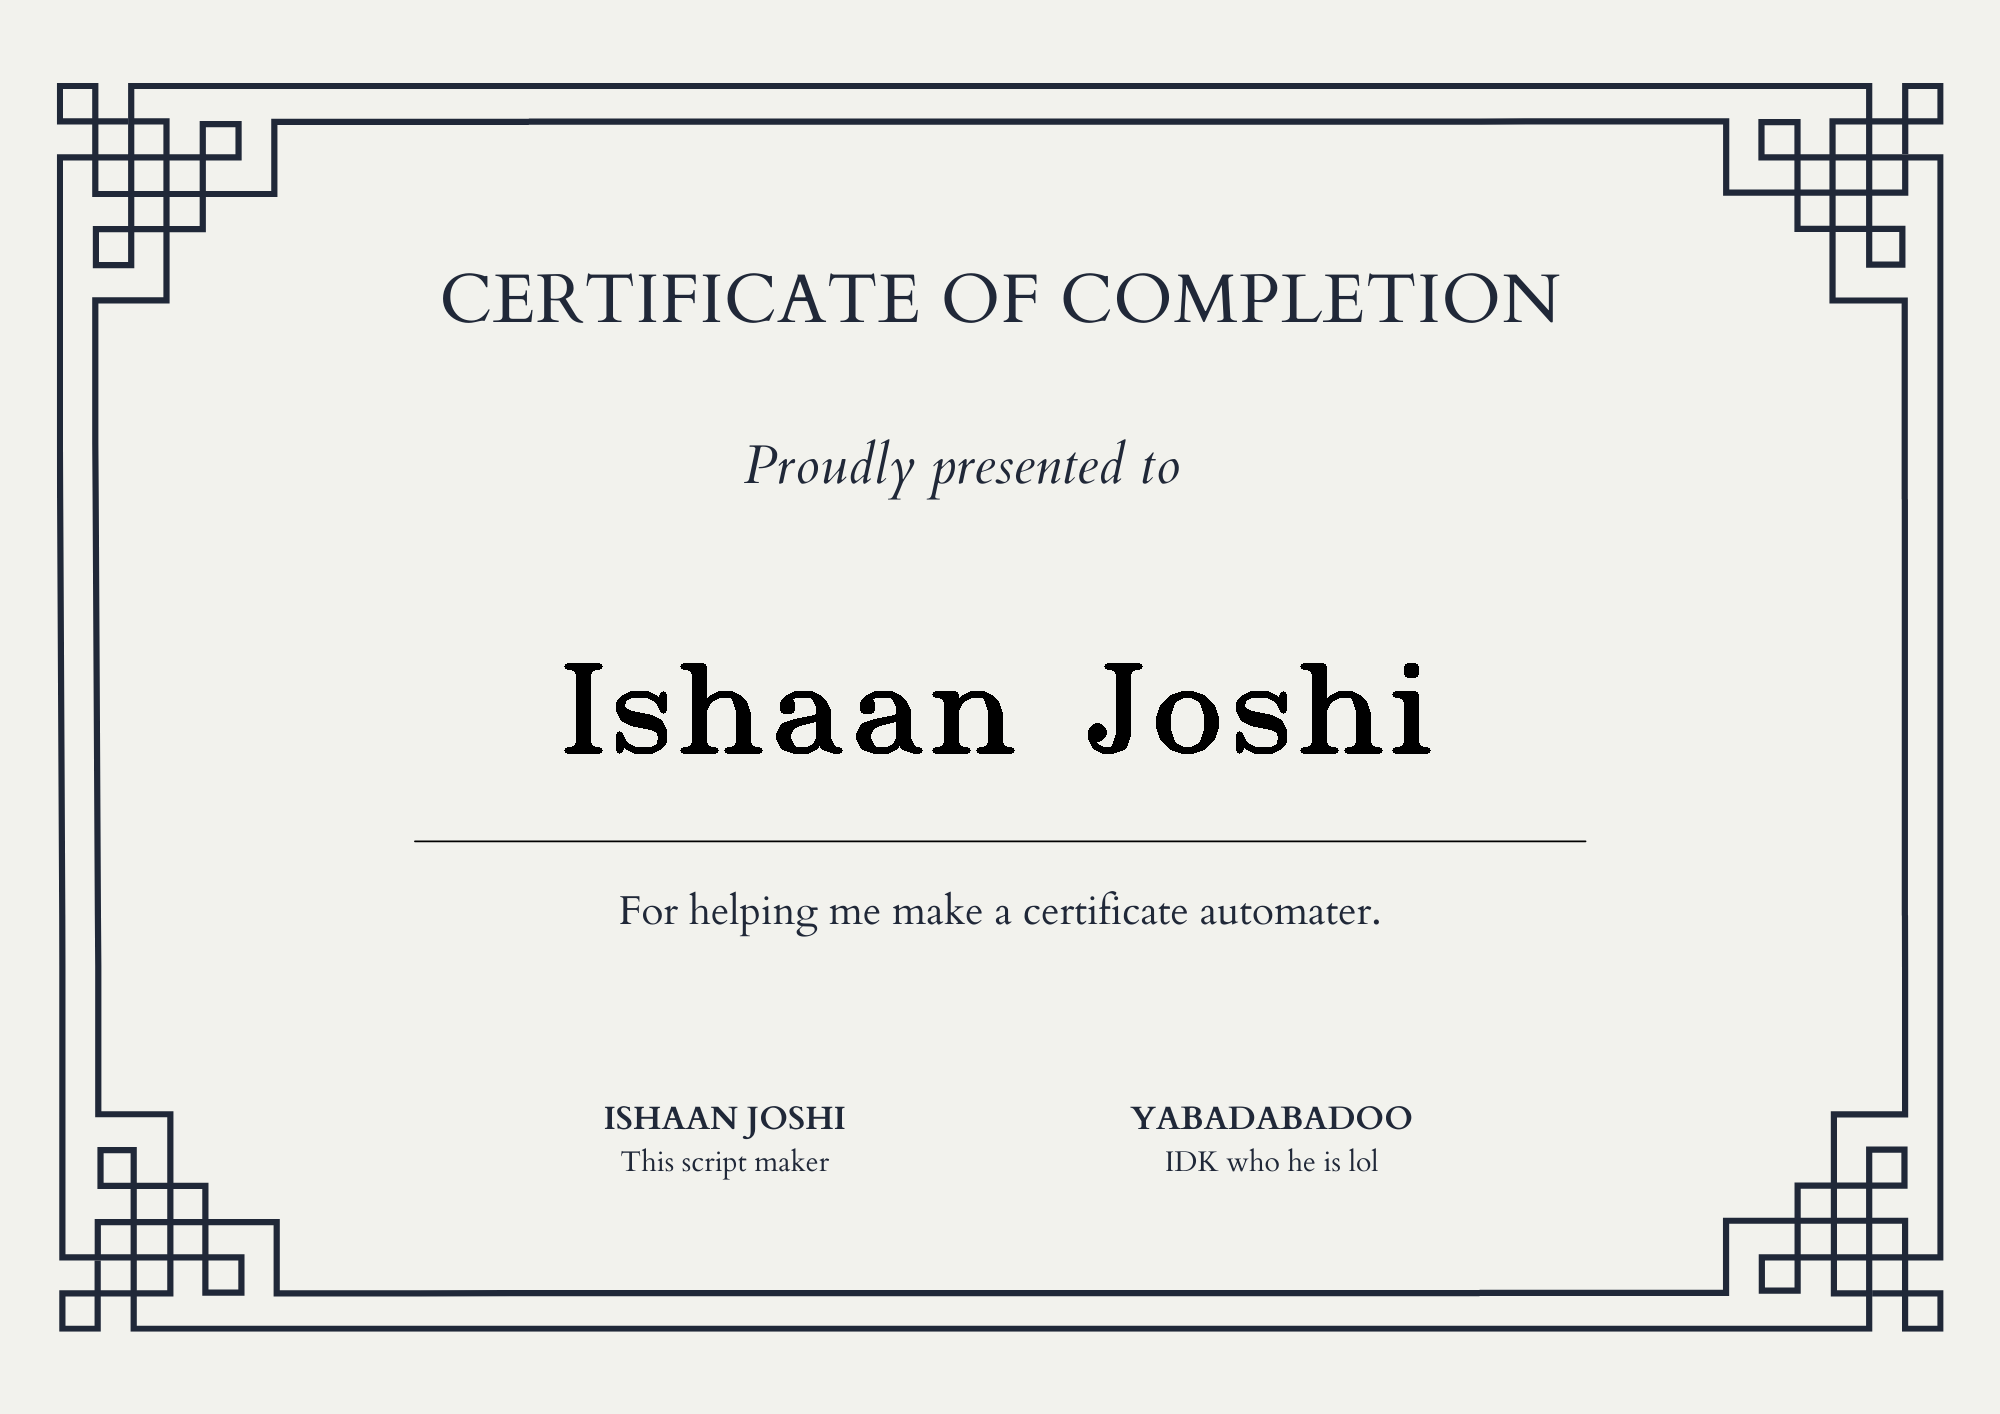 CERTIFICATE OF COMPLETION
Proudly presented to
Ishaan Joshi
For helping me make a certificate automater.
ISHAAN JOSHI
This script maker
YABADABADOO
IDK who he is lol